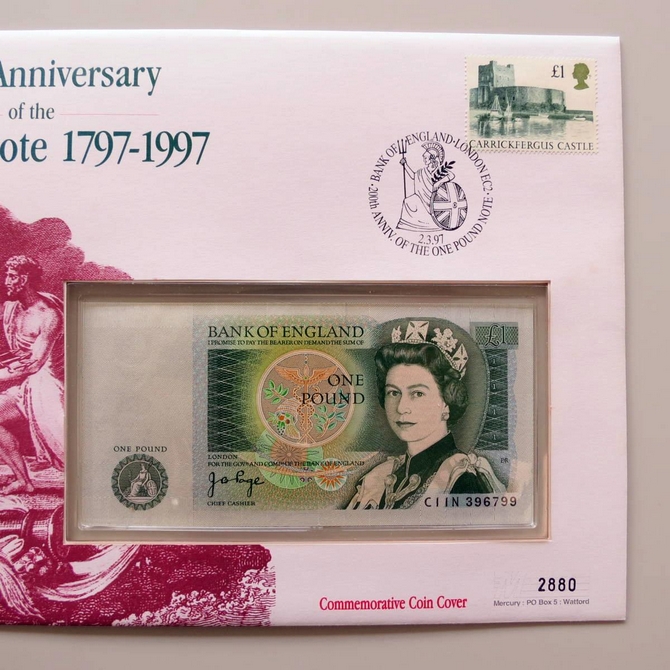 Anniversary
of the
ote 1797-1997
£1
CARRICKFERGUS CASTLE
·BANK OF ENGLAND·LONDON EC2·
200th ANNIV. OF THE ONE POUND NOTE
2.3.97
BANK OF ENGLAND
I PROMISE TO PAY THE BEARER ON DEMAND THE SUM OF
£1
ONE
POUND
ONE POUND
LONDON
FOR THE GOVR AND COMPA OF THE BANK OF ENGLAND
CHIEF CASHIER
C11N 396799
2880
Commemorative Coin Cover
Mercury : PO Box 5 : Watford